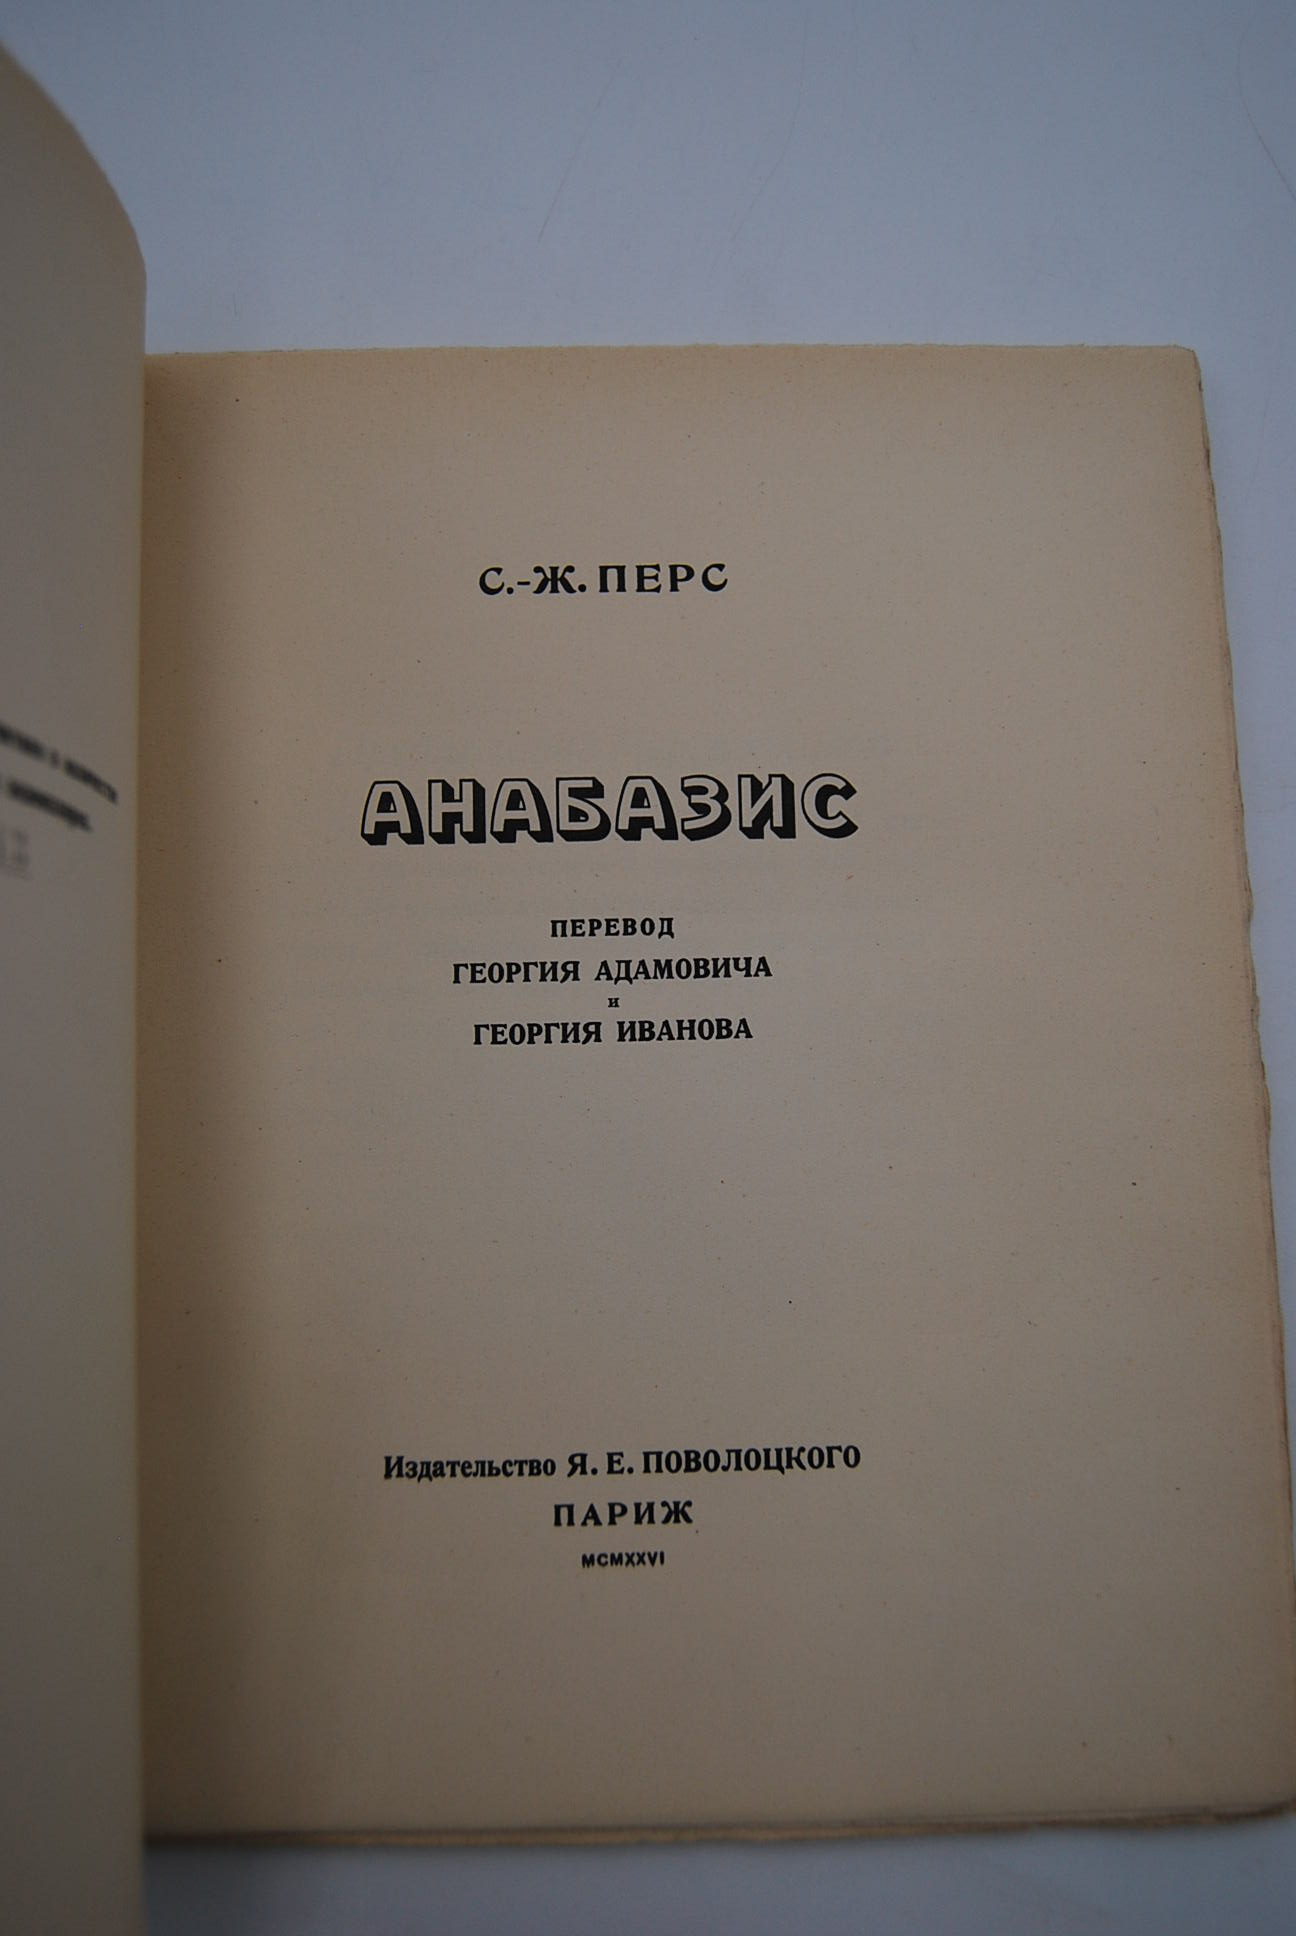 С.-Ж. ПЕРС
АНАБАЗИС
ПЕРЕВОД
ГЕОРГИЯ АДАМОВИЧА
и
ГЕОРГИЯ ИВАНОВА
Издательство Я. Е. ПОВОЛОЦКОГО
ПАРИЖ
MCMXXVI